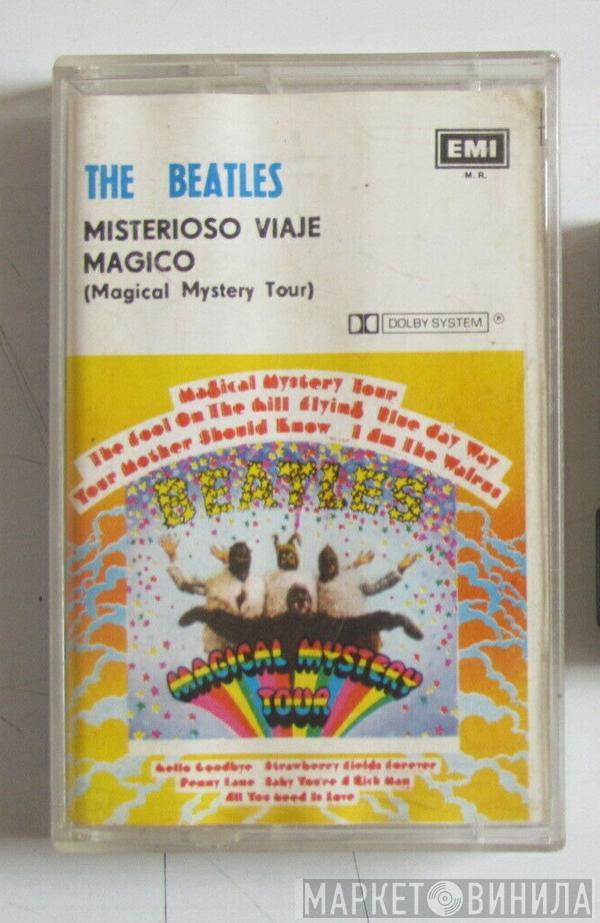 EMI
M. R.
THE BEATLES
MISTERIOSO VIAJE
MAGICO
(Magical Mystery Tour)
DOLBY SYSTEM ®
Magical Mystery Tour
The Fool On The Hill Flying Blue Jay Way
Your Mother Should Know I Am The Walrus
BEATLES
MAGICAL MYSTERY
TOUR
Hello Goodbye Strawberry Fields Forever
Penny Lane Baby You're A Rich Man
All You Need Is Love
МАРКЕТ ВИНИЛА